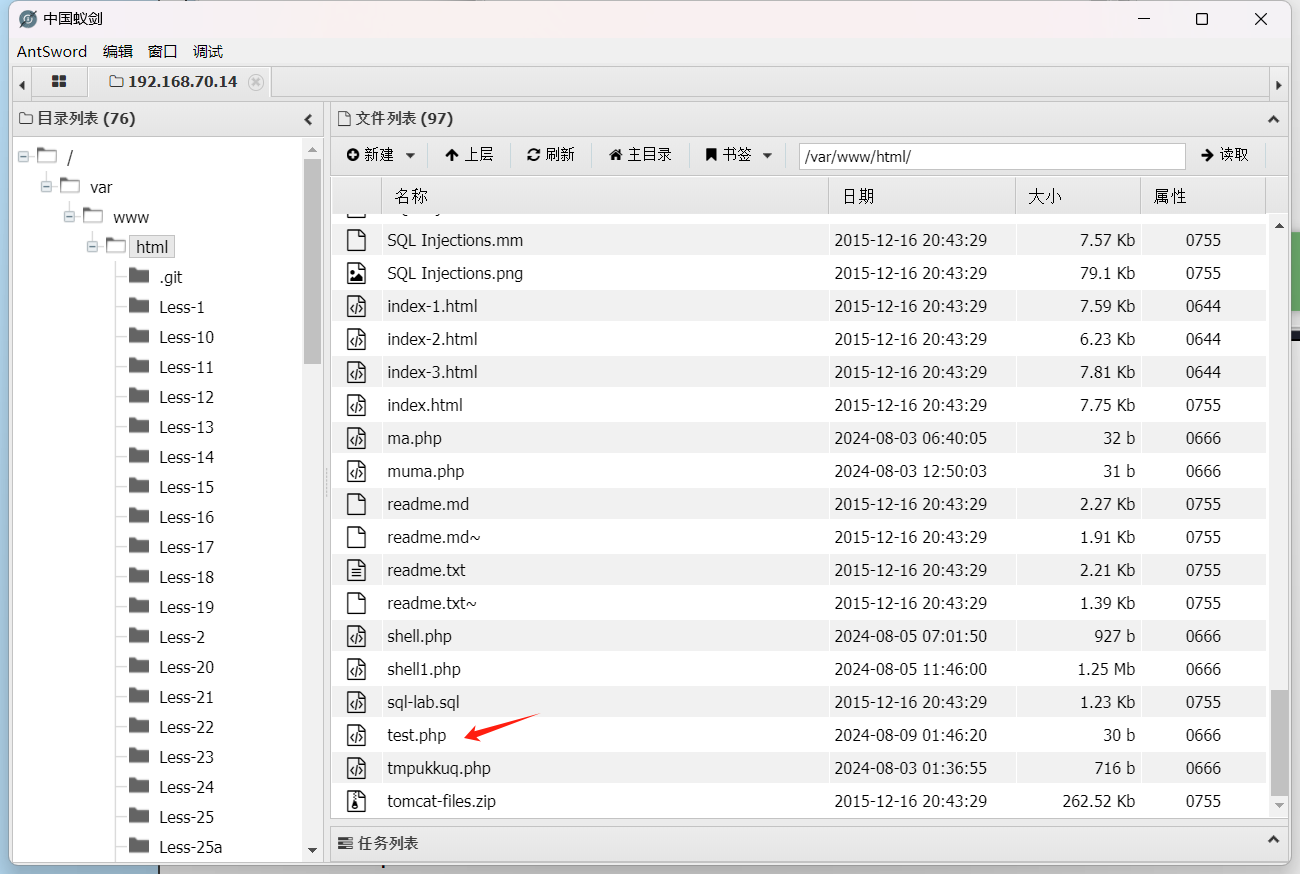 中国蚁剑
AntSword 编辑 窗口 调试
192.168.70.14
目录列表 (76)
/
var
www
html
.git
Less-1
Less-10
Less-11
Less-12
Less-13
Less-14
Less-15
Less-16
Less-17
Less-18
Less-19
Less-2
Less-20
Less-21
Less-22
Less-23
Less-24
Less-25
Less-25a
文件列表 (97)
新建 上层 刷新 主目录 书签 /var/www/html/ 读取
名称 日期 大小 属性
SQL Injections.mm 2015-12-16 20:43:29 7.57 Kb 0755
SQL Injections.png 2015-12-16 20:43:29 79.1 Kb 0755
index-1.html 2015-12-16 20:43:29 7.59 Kb 0644
index-2.html 2015-12-16 20:43:29 6.23 Kb 0644
index-3.html 2015-12-16 20:43:29 7.81 Kb 0644
index.html 2015-12-16 20:43:29 7.75 Kb 0755
ma.php 2024-08-03 06:40:05 32 b 0666
muma.php 2024-08-03 12:50:03 31 b 0666
readme.md 2015-12-16 20:43:29 2.27 Kb 0755
readme.md~ 2015-12-16 20:43:29 1.91 Kb 0755
readme.txt 2015-12-16 20:43:29 2.21 Kb 0755
readme.txt~ 2015-12-16 20:43:29 1.39 Kb 0755
shell.php 2024-08-05 07:01:50 927 b 0666
shell1.php 2024-08-05 11:46:00 1.25 Mb 0666
sql-lab.sql 2015-12-16 20:43:29 1.23 Kb 0755
test.php 2024-08-09 01:46:20 30 b 0666
tmpukkuq.php 2024-08-03 01:36:55 716 b 0666
tomcat-files.zip 2015-12-16 20:43:29 262.52 Kb 0755
任务列表